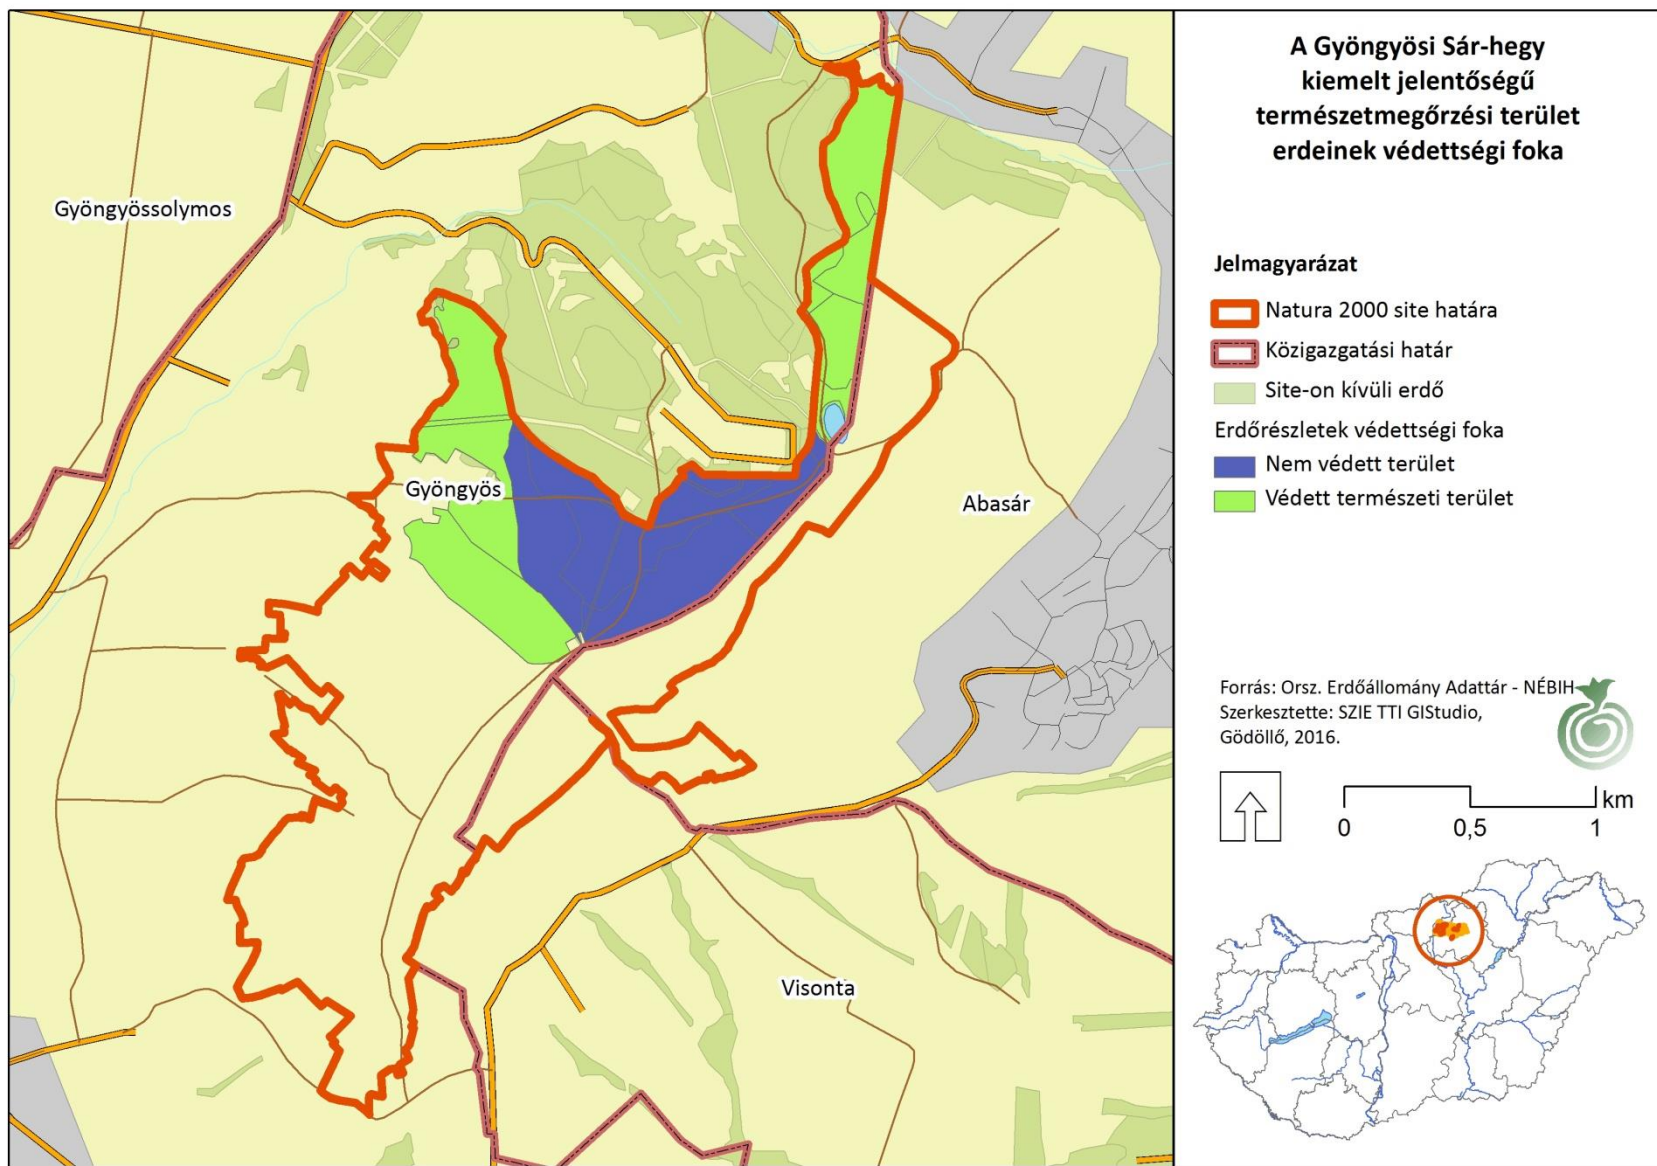 A Gyöngyösi Sár-hegy
kiemelt jelentőségű
természetmegőrzési terület
erdeinek védettségi foka
Jelmagyarázat
Natura 2000 site határa
Közigazgatási határ
Site-on kívüli erdő
Erdőrészletek védettségi foka
Nem védett terület
Védett természeti terület
Gyöngyössolymos
Gyöngyös
Abasár
Visonta
Forrás: Orsz. Erdőállomány Adattár - NÉBIH
Szerkesztette: SZIE TTI GIStudio,
Gödöllő, 2016.
km
0 0,5 1